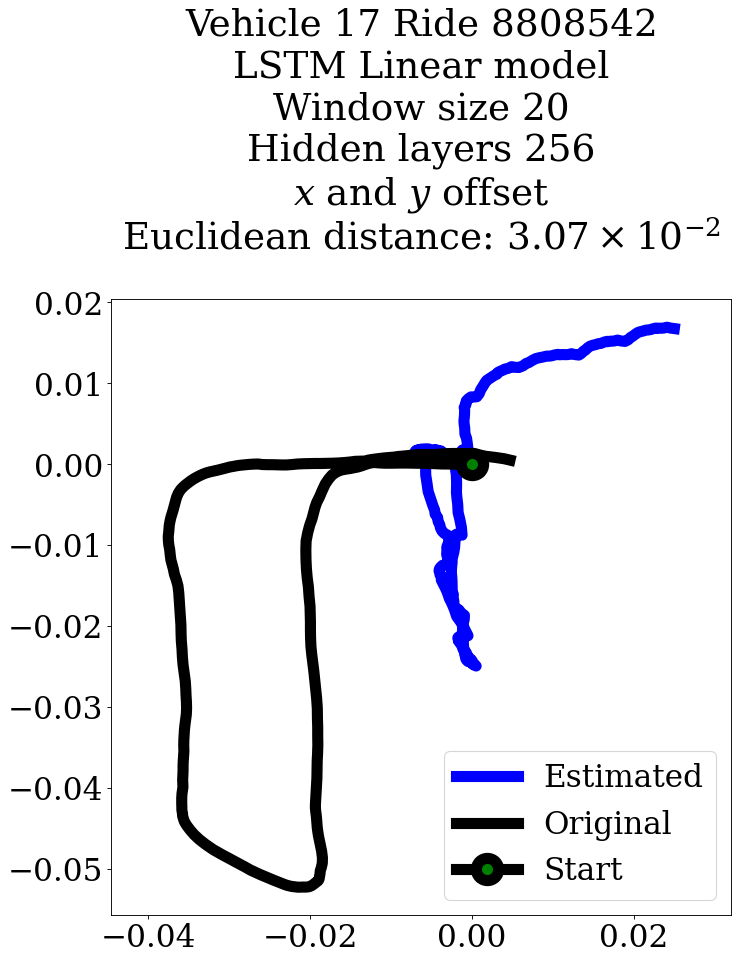 Vehicle 17 Ride 8808542
LSTM Linear model
Window size 20
Hidden layers 256
x and y offset
Euclidean distance: 3.07 × 10⁻²
0.02
0.01
0.00
−0.01
−0.02
−0.03
−0.04
−0.05
−0.04 −0.02 0.00 0.02
Estimated
Original
Start